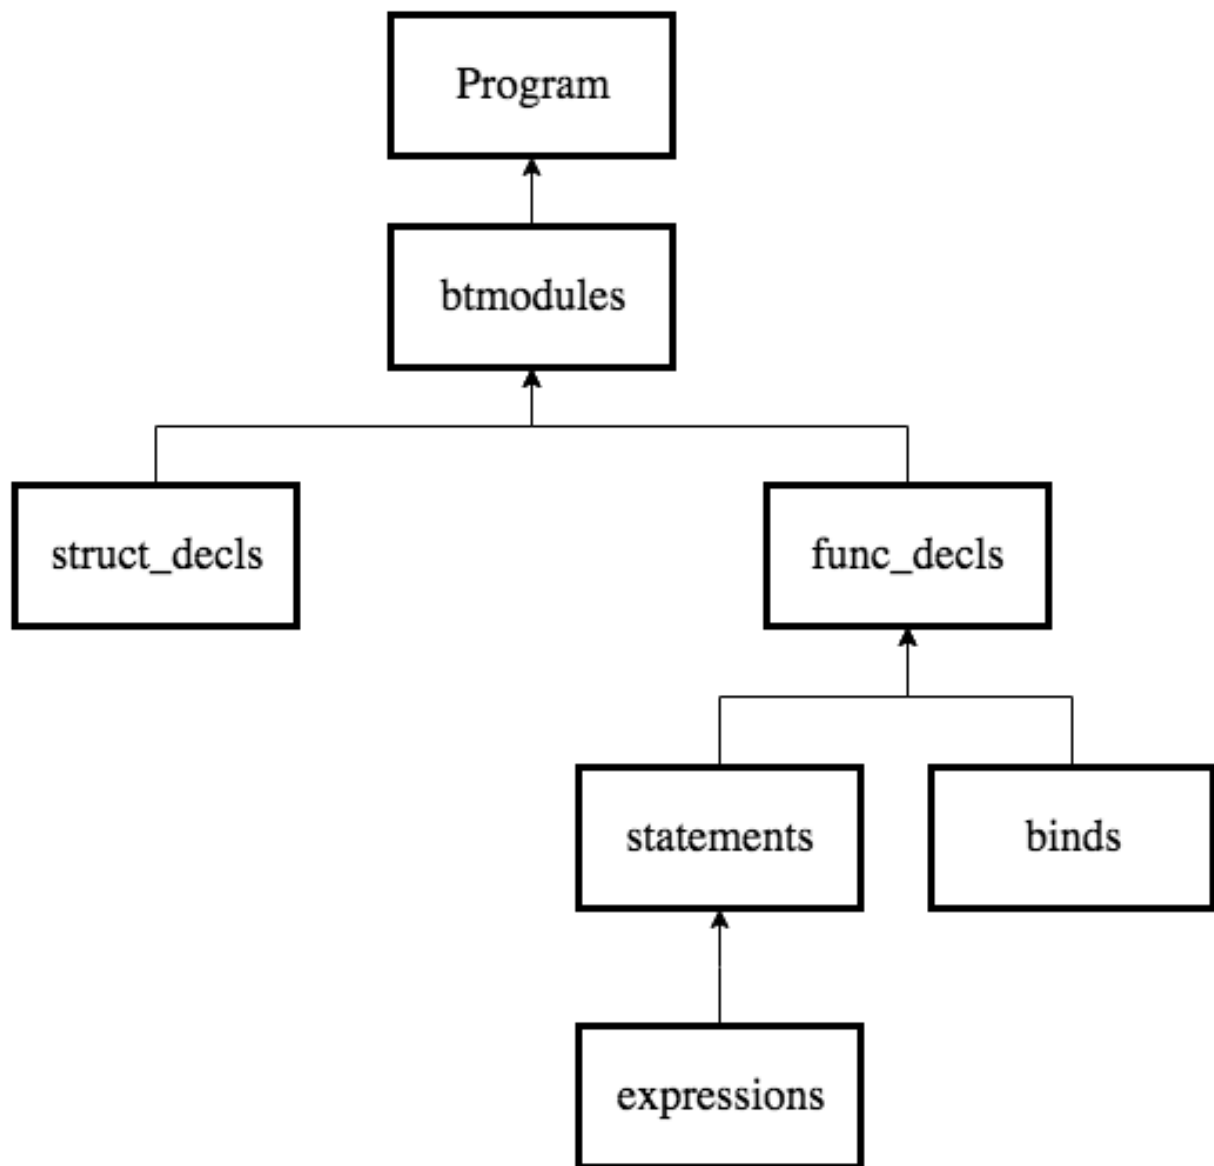 Program
btmodules
struct_decls
func_decls
statements
binds
expressions